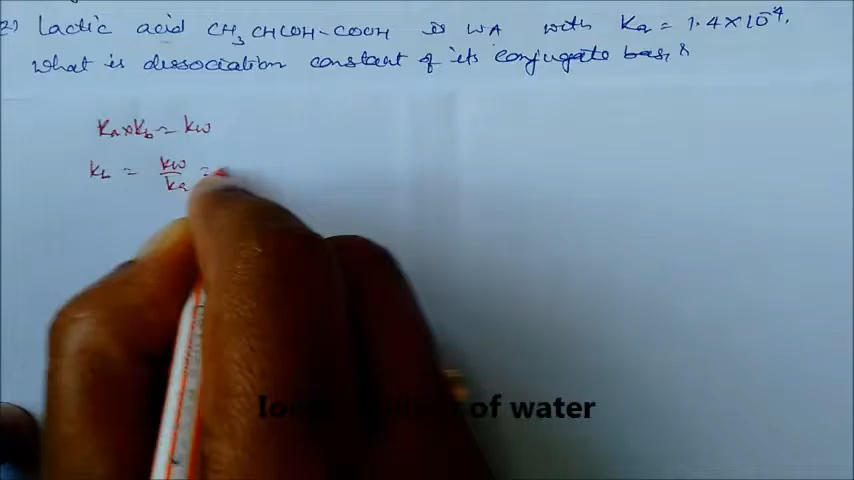 2) Lactic acid CH3 CHCOH-COOH is WA with Ka = 1.4×10^-4.
What is dissociation constant of its conjugate base
Ka×Kb = kw
kb = kw/ka =
of water